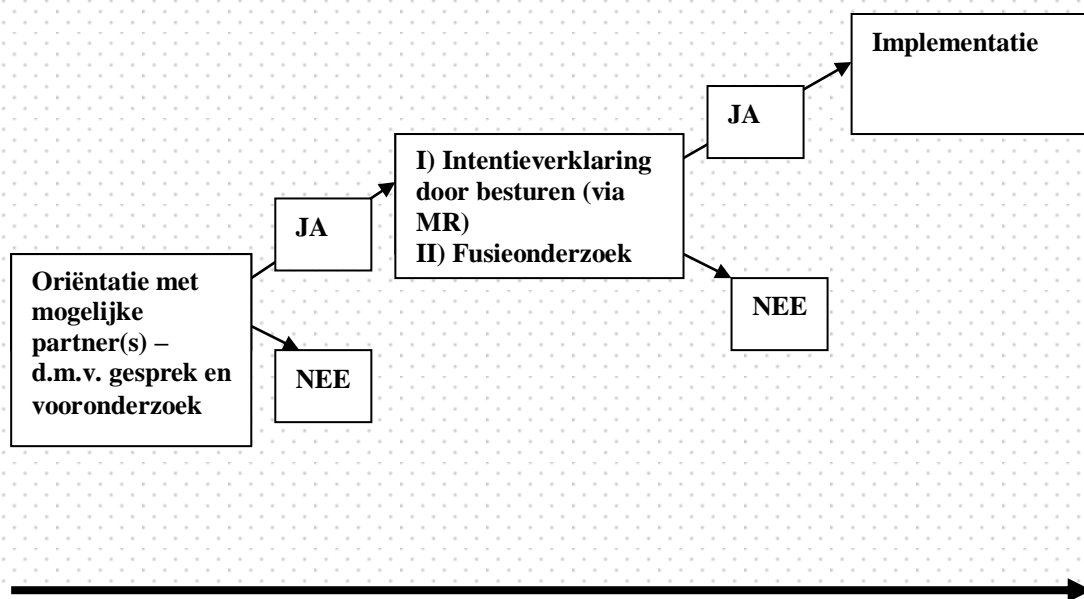 Oriëntatie met
mogelijke
partner(s) –
d.m.v. gesprek en
vooronderzoek
JA
NEE
I) Intentieverklaring
door besturen (via
MR)
II) Fusieonderzoek
JA
NEE
Implementatie